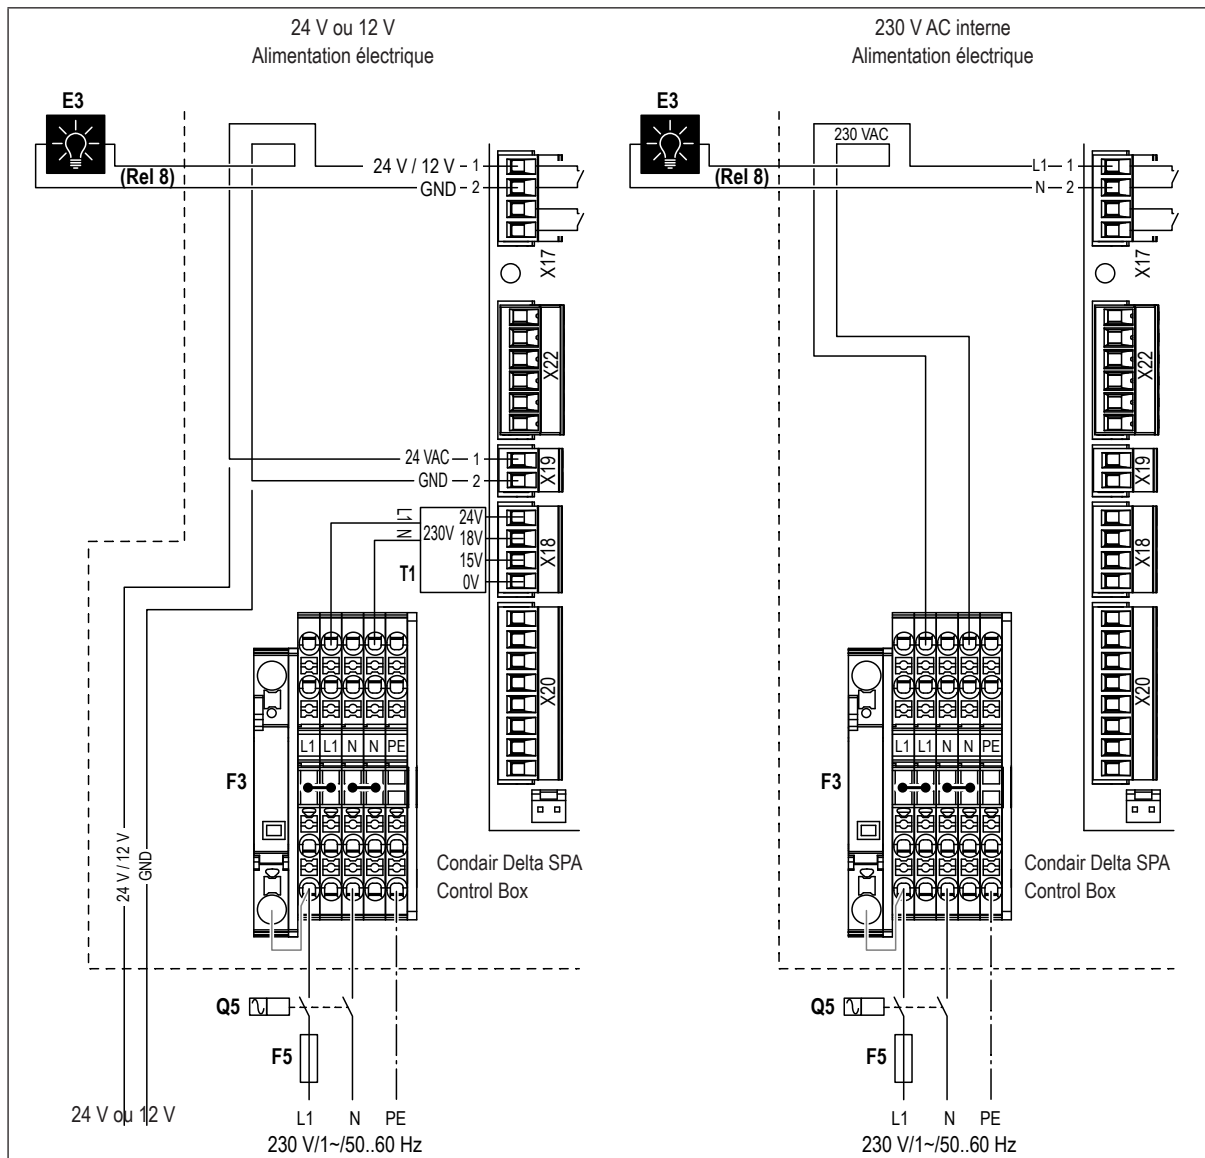 24 V ou 12 V
Alimentation électrique
E3
(Rel 8)
24 V / 12 V 1
GND 2
X17
X22
24 VAC 1
GND 2
X19
L1
N
230V
24V
18V
15V
0V
T1
X18
X20
L1 L1 N N PE
F3
24 V / 12 V
GND
Condair Delta SPA
Control Box
Q5
F5
24 V ou 12 V
L1 N PE
230 V/1~/50..60 Hz
230 V AC interne
Alimentation électrique
E3
230 VAC
(Rel 8)
L1 1
N 2
X17
X22
X19
X18
X20
L1 L1 N N PE
F3
Condair Delta SPA
Control Box
Q5
F5
L1 N PE
230 V/1~/50..60 Hz